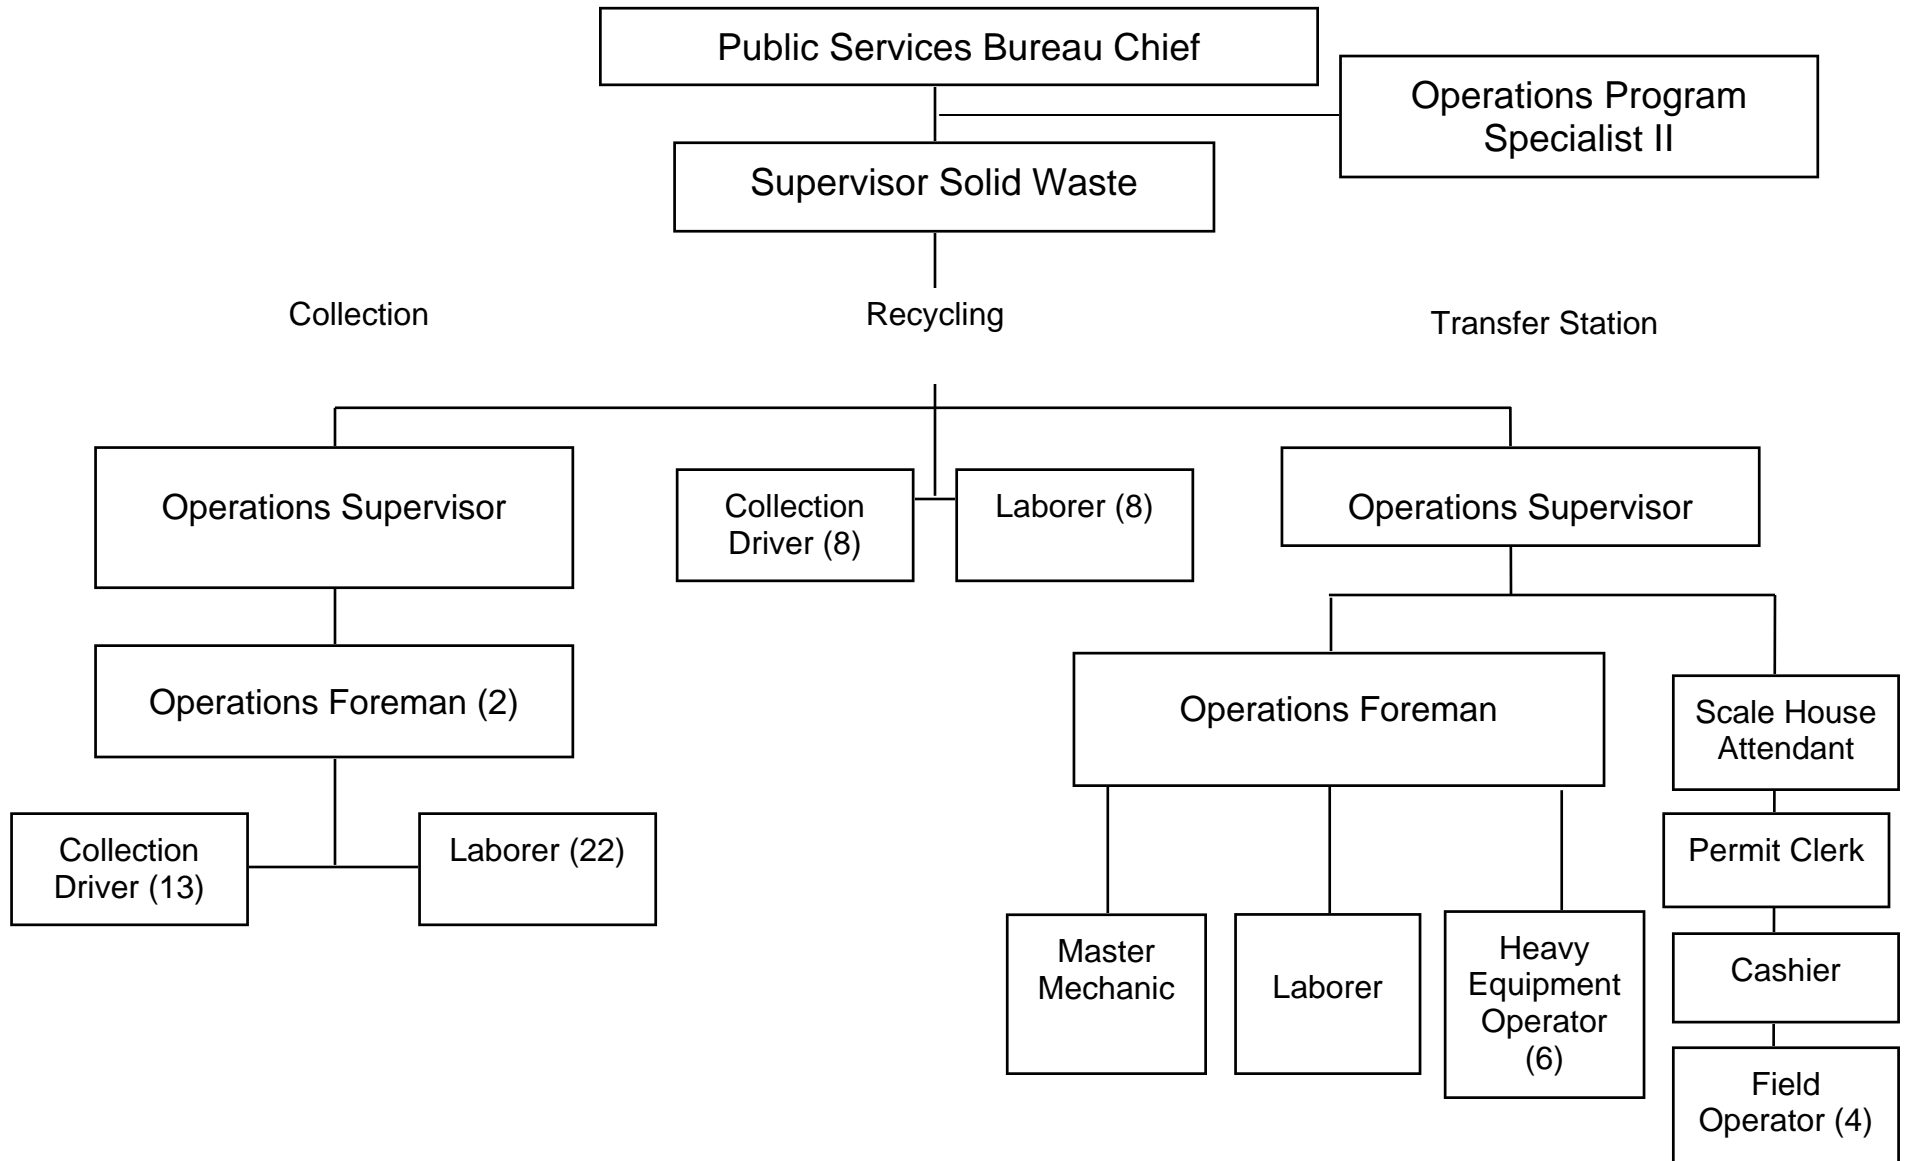 Public Services Bureau Chief
Operations Program
Specialist II
Supervisor Solid Waste
Collection
Recycling
Transfer Station
Operations Supervisor
Collection
Driver (8)
Laborer (8)
Operations Supervisor
Operations Foreman (2)
Operations Foreman
Scale House
Attendant
Collection
Driver (13)
Laborer (22)
Permit Clerk
Master
Mechanic
Laborer
Heavy
Equipment
Operator
(6)
Cashier
Field
Operator (4)